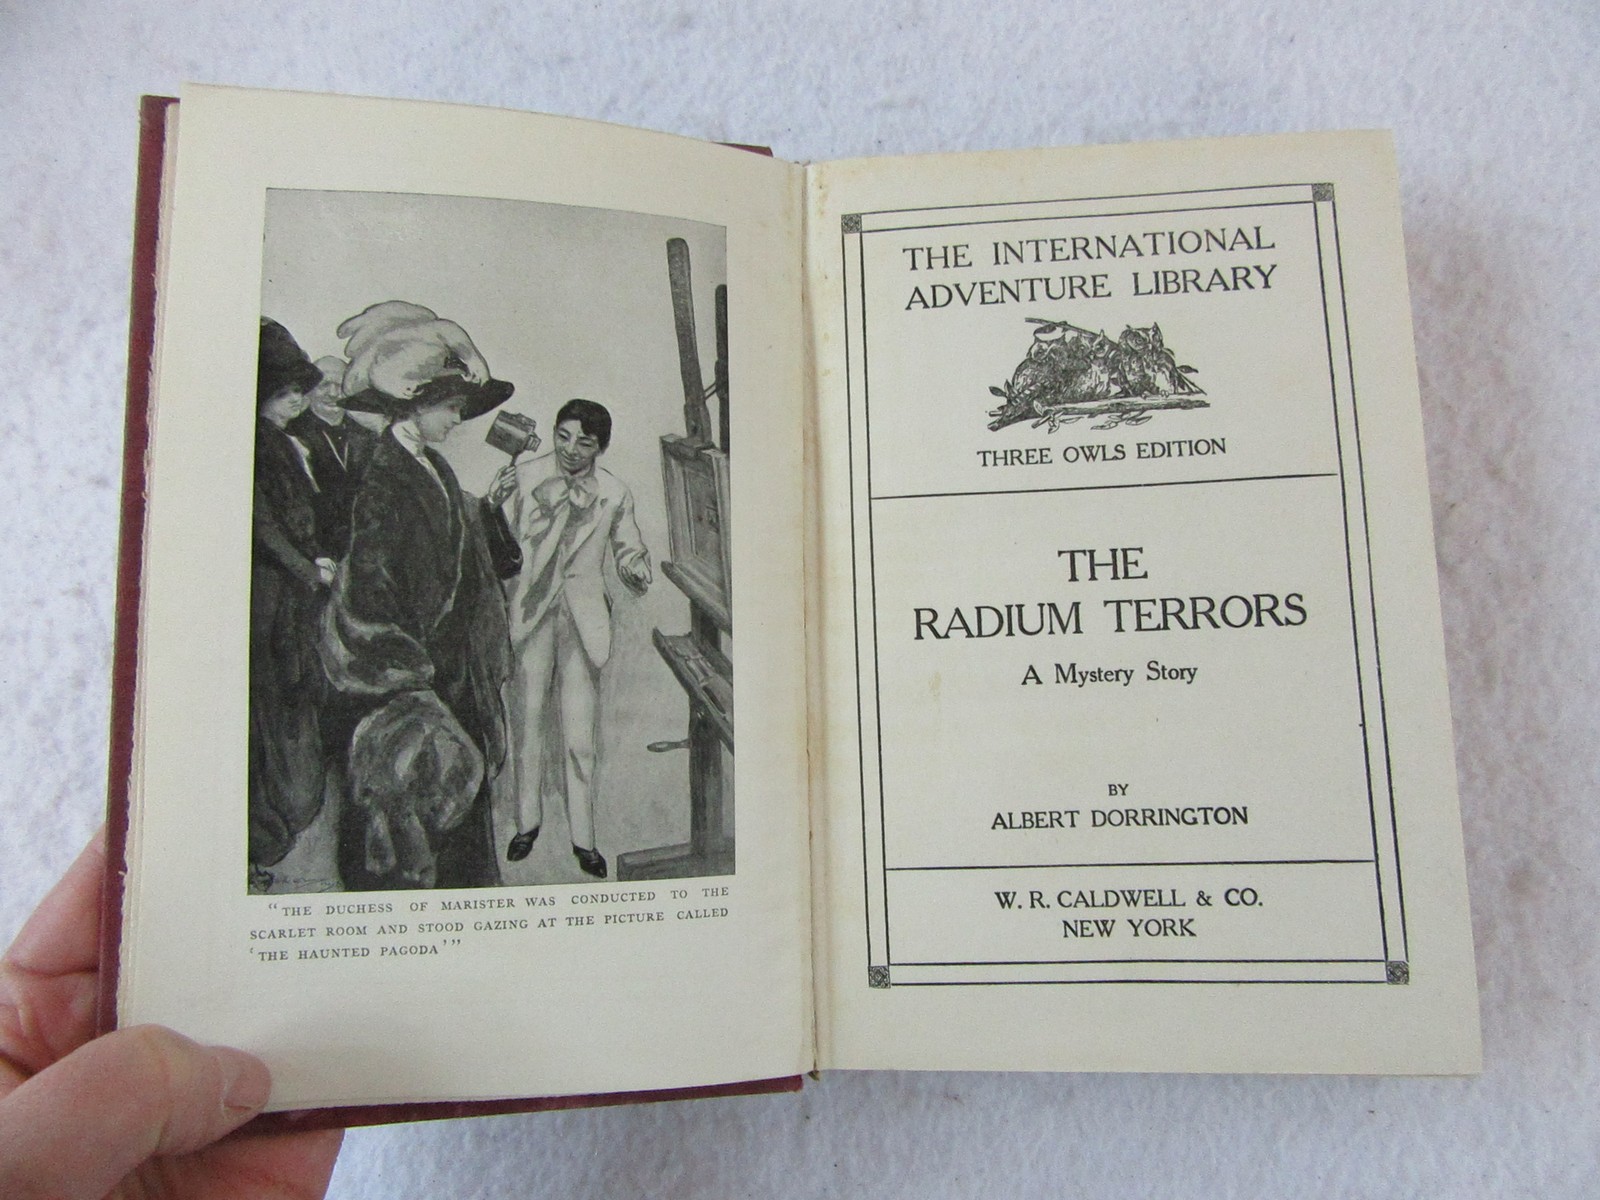 "THE DUCHESS OF MARISTER WAS CONDUCTED TO THE
SCARLET ROOM AND STOOD GAZING AT THE PICTURE CALLED
'THE HAUNTED PAGODA'"
THE INTERNATIONAL
ADVENTURE LIBRARY
THREE OWLS EDITION
THE
RADIUM TERRORS
A Mystery Story
BY
ALBERT DORRINGTON
W. R. CALDWELL & CO.
NEW YORK